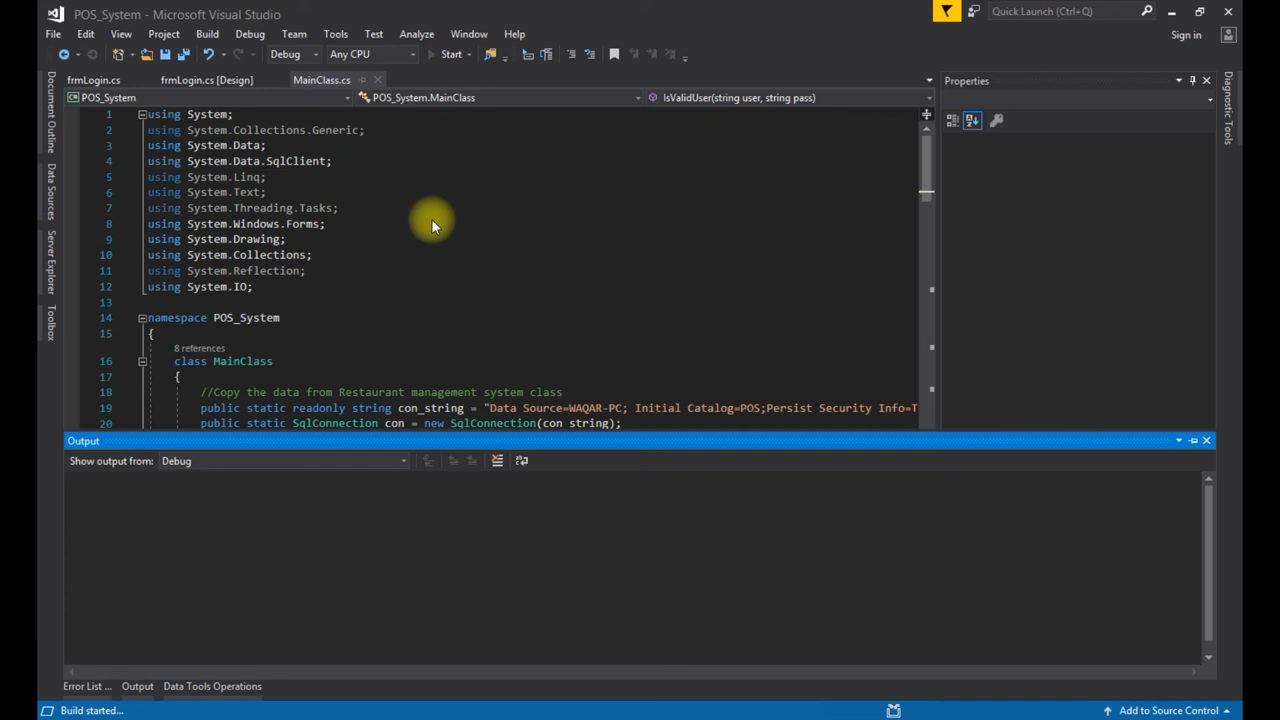 POS_System - Microsoft Visual Studio
Quick Launch (Ctrl+Q)
File Edit View Project Build Debug Team Tools Test Analyze Window Help
Sign in
Debug Any CPU Start
frmLogin.cs frmLogin.cs [Design] MainClass.cs
Properties
POS_System POS_System.MainClass IsValidUser(string user, string pass)
Document Outline
Data Sources
Server Explorer
Toolbox
Diagnostic Tools
1 using System;
2 using System.Collections.Generic;
3 using System.Data;
4 using System.Data.SqlClient;
5 using System.Linq;
6 using System.Text;
7 using System.Threading.Tasks;
8 using System.Windows.Forms;
9 using System.Drawing;
10 using System.Collections;
11 using System.Reflection;
12 using System.IO;
13
14 namespace POS_System
15 {
8 references
16 class MainClass
17 {
18 //Copy the data from Restaurant management system class
19 public static readonly string con_string = "Data Source=WAQAR-PC; Initial Catalog=POS;Persist Security Info=T
20 public static SqlConnection con = new SqlConnection(con_string);
Output
Show output from: Debug
Error List ... Output Data Tools Operations
Build started... Add to Source Control